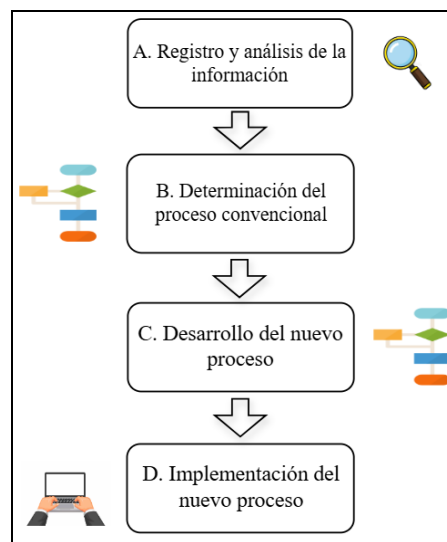 A. Registro y análisis de la
información
B. Determinación del
proceso convencional
C. Desarrollo del nuevo
proceso
D. Implementación del
nuevo proceso